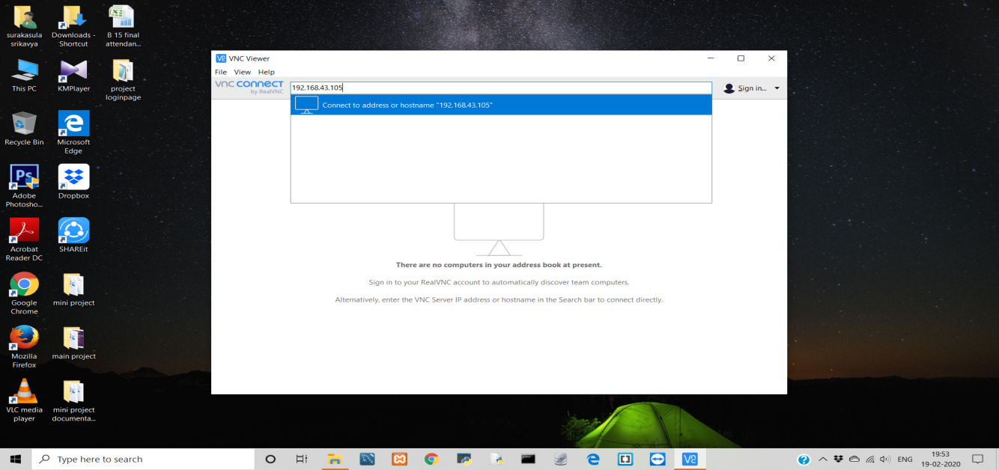 surakasula
srikavya
Downloads -
Shortcut
B 15 final
attendan...
This PC
KMPlayer
project
loginpage
Recycle Bin
Microsoft
Edge
Ps
Adobe
Photosho...
Dropbox
Acrobat
Reader DC
SHAREit
Google
Chrome
mini project
Mozilla
Firefox
main project
VLC media
player
mini project
documenta...
VNC Viewer
File View Help
vnc connect
by RealVNC
192.168.43.105
Sign in...
Connect to address or hostname "192.168.43.105"
There are no computers in your address book at present.
Sign in to your RealVNC account to automatically discover team computers.
Alternatively, enter the VNC Server IP address or hostname in the Search bar to connect directly.
Type here to search
ENG
19:53
19-02-2020